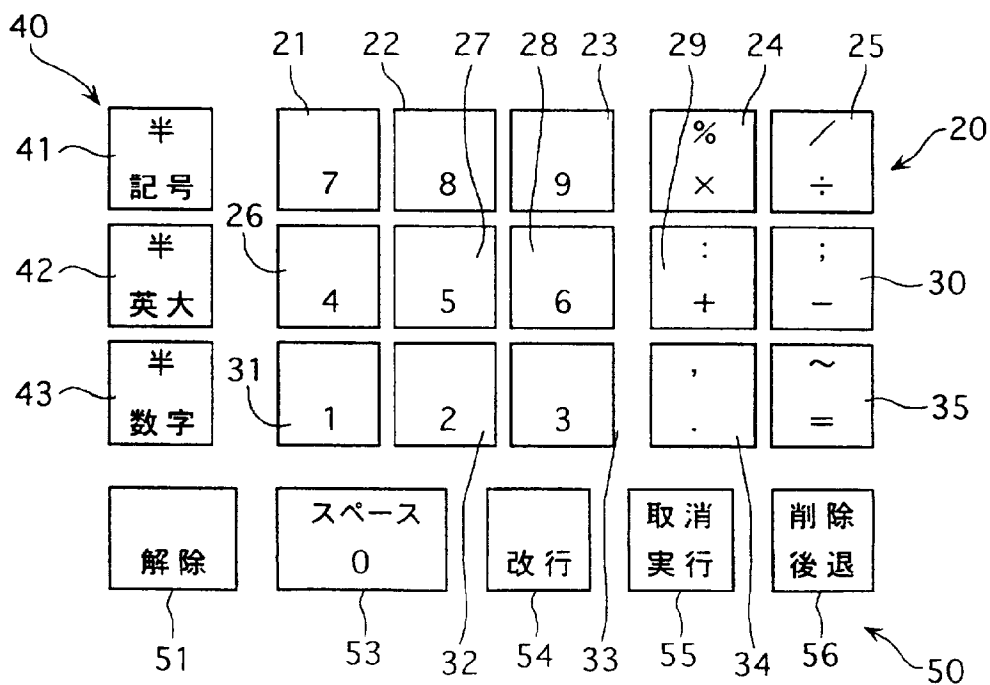 40 21 22 27 28 23 29 24 25
半 % ／ 20
41 記号 7 8 9 × ÷
26
半 : ;
42 英大 4 5 6 + − 30
半 31 , ～
43 数字 1 2 3 . = 35
スペース 取消 削除
解除 0 改行 実行 後退
51 53 32 54 33 55 34 56 50